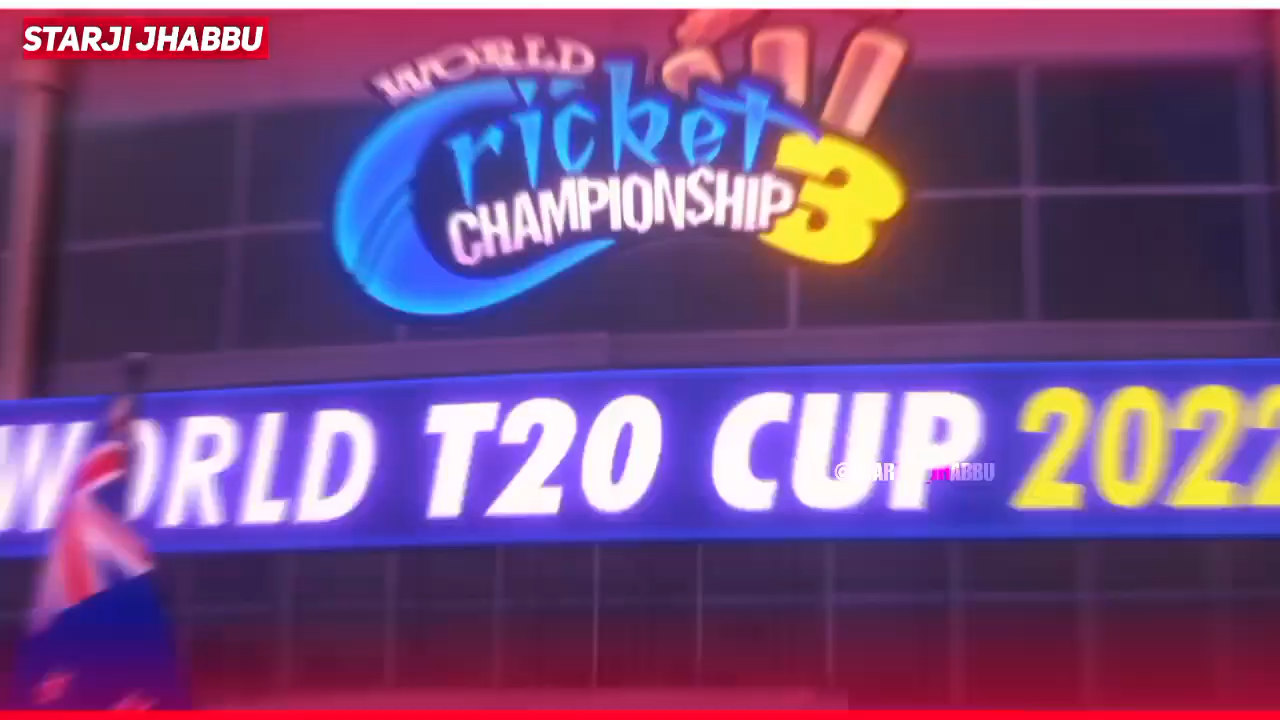 STARJI JHABBU
WORLD
Cricket
CHAMPIONSHIP 3
WORLD T20 CUP 2022